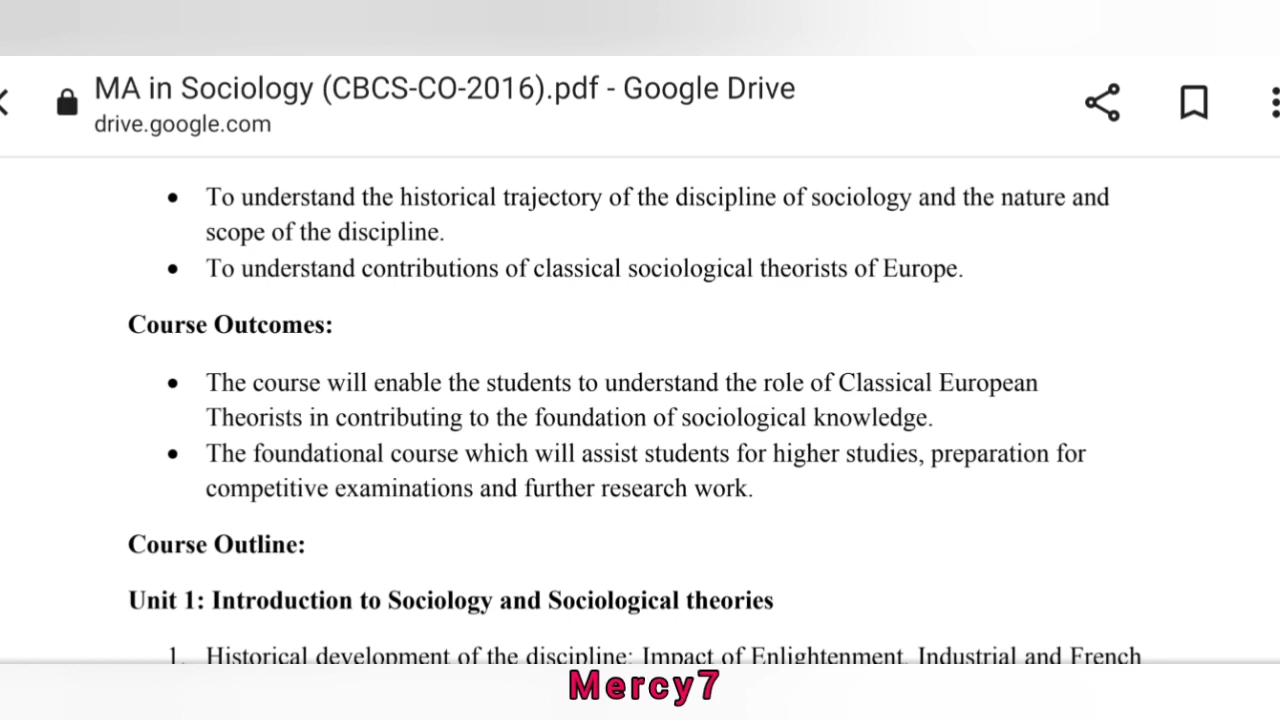 MA in Sociology (CBCS-CO-2016).pdf - Google Drive
drive.google.com
• To understand the historical trajectory of the discipline of sociology and the nature and
scope of the discipline.
• To understand contributions of classical sociological theorists of Europe.
Course Outcomes:
• The course will enable the students to understand the role of Classical European
Theorists in contributing to the foundation of sociological knowledge.
• The foundational course which will assist students for higher studies, preparation for
competitive examinations and further research work.
Course Outline:
Unit 1: Introduction to Sociology and Sociological theories
1. Historical development of the discipline: Impact of Enlightenment, Industrial and French
Mercy7